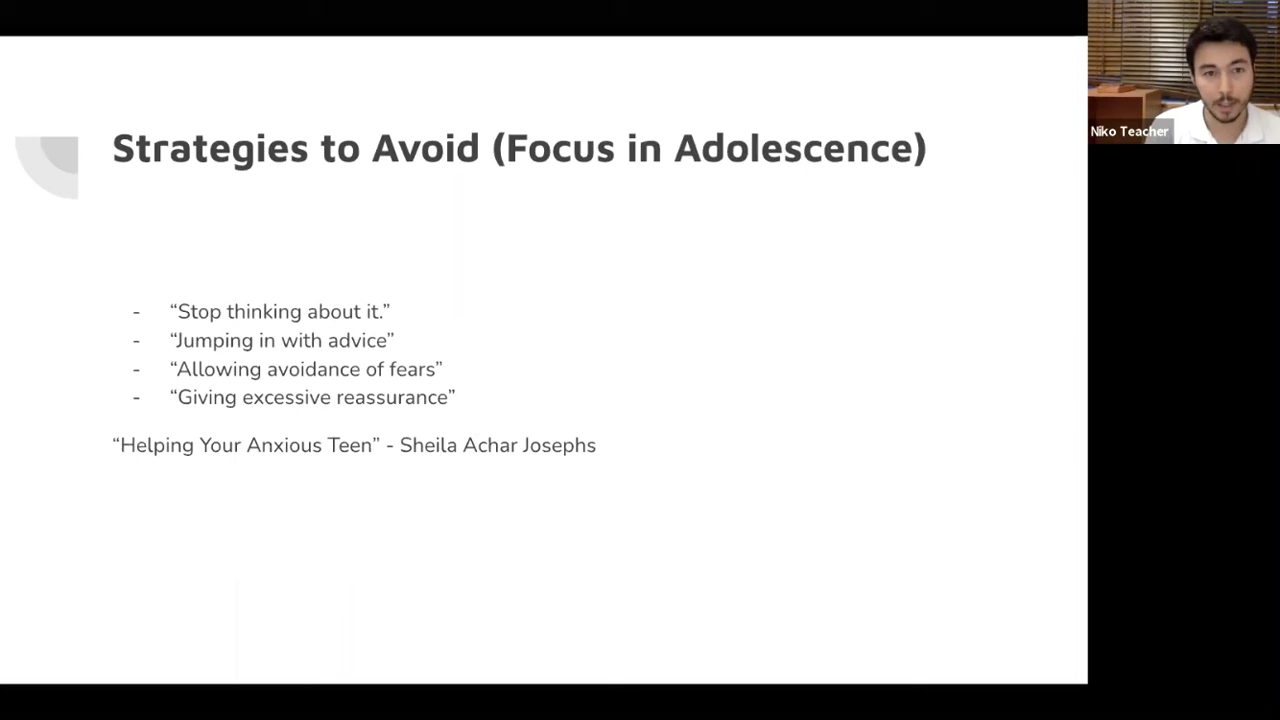 Strategies to Avoid (Focus in Adolescence)
- “Stop thinking about it.”
- “Jumping in with advice”
- “Allowing avoidance of fears”
- “Giving excessive reassurance”
“Helping Your Anxious Teen” - Sheila Achar Josephs
Niko Teacher